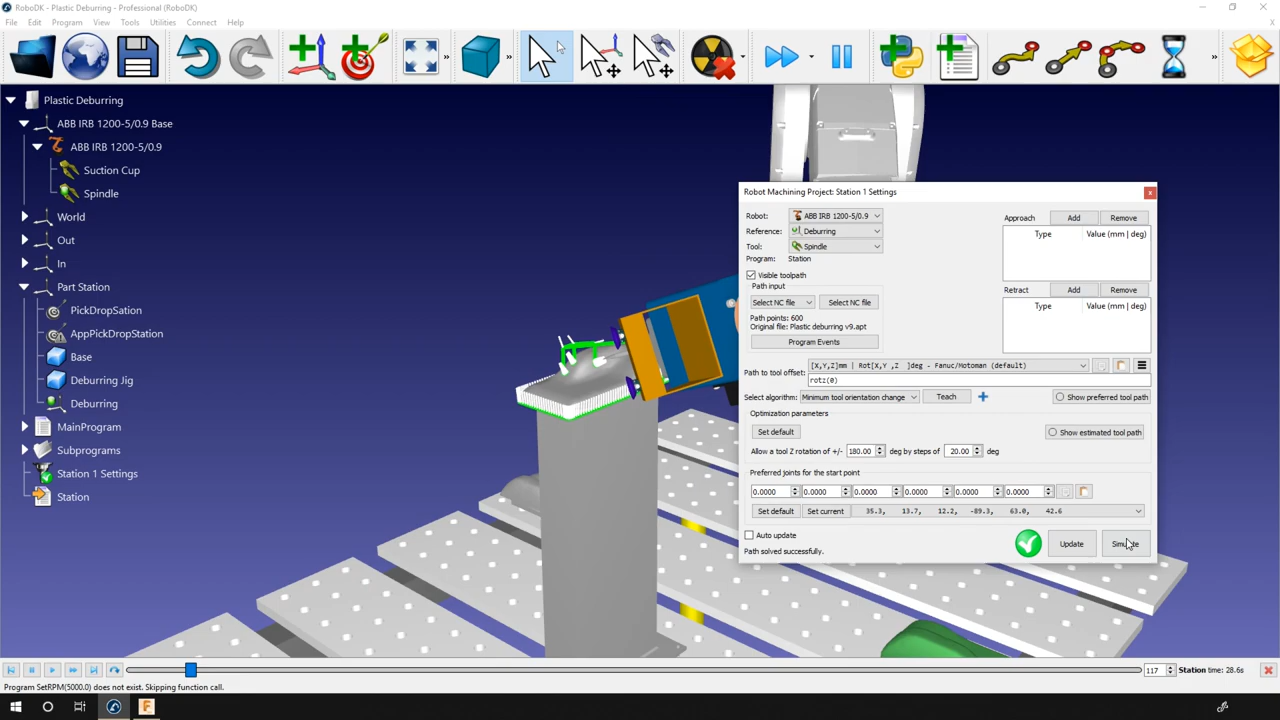 RoboDK - Plastic Deburring - Professional (RoboDK)
File Edit Program View Tools Utilities Connect Help
Plastic Deburring
ABB IRB 1200-5/0.9 Base
ABB IRB 1200-5/0.9
Suction Cup
Spindle
World
Out
In
Part Station
PickDropSation
AppPickDropStation
Base
Deburring Jig
Deburring
MainProgram
Subprograms
Station 1 Settings
Station
Robot Machining Project: Station 1 Settings
Robot: ABB IRB 1200-5/0.9
Reference: Deburring
Tool: Spindle
Program: Station
Visible toolpath
Path input
Select NC file Select NC file
Path points: 600
Original file: Plastic deburring v9.apt
Program Events
Approach Add Remove
Type Value (mm | deg)
Retract Add Remove
Type Value (mm | deg)
Path to tool offset: [X,Y,Z]mm | Rot[X,Y ,Z ]deg - Fanuc/Motoman (default)
rotz(0)
Select algorithm: Minimum tool orientation change Teach Show preferred tool path
Optimization parameters
Set default Show estimated tool path
Allow a tool Z rotation of +/- 180.00 deg by steps of 20.00 deg
Preferred joints for the start point
0.0000 0.0000 0.0000 0.0000 0.0000 0.0000
Set default Set current 35.3, 13.7, 12.2, -89.3, 63.0, 42.6
Auto update
Path solved successfully.
Update Simulate
117 Station time: 28.6s
Program SetRPM(5000.0) does not exist. Skipping function call.